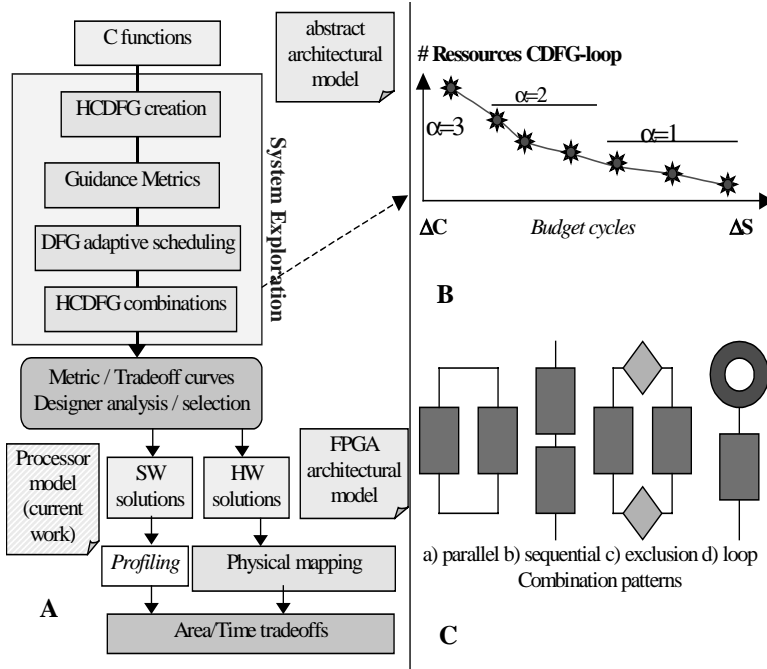 C functions
abstract
architectural
model
HCDFG creation
Guidance Metrics
DFG adaptive scheduling
HCDFG combinations
System Exploration
Metric / Tradeoff curves
Designer analysis / selection
Processor
model
(current
work)
SW
solutions
HW
solutions
FPGA
architectural
model
Profiling
Physical mapping
Area/Time tradeoffs
A
# Ressources CDFG-loop
α=3
α=2
α=1
ΔC
Budget cycles
ΔS
B
a) parallel b) sequential c) exclusion d) loop
Combination patterns
C